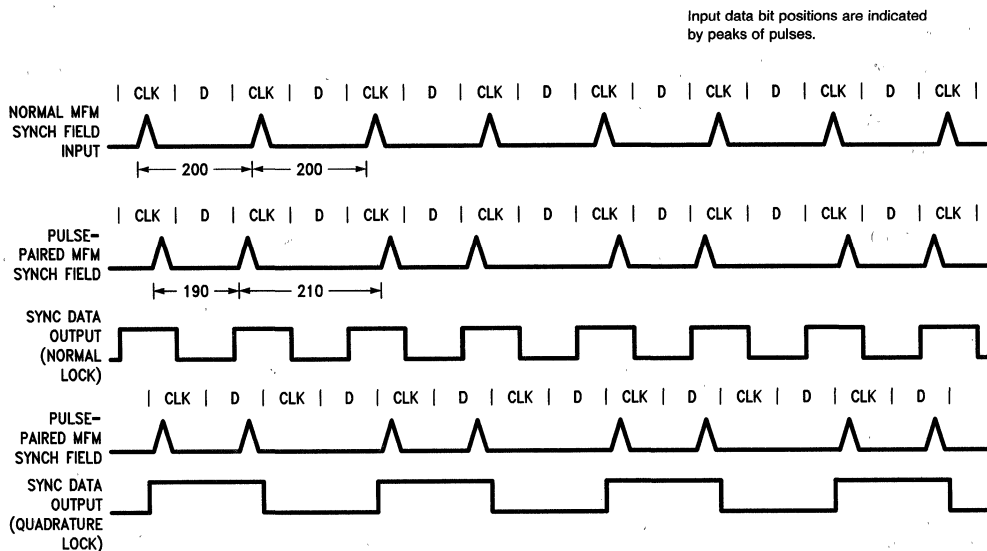 Input data bit positions are indicated
by peaks of pulses.
| CLK | D | CLK | D | CLK | D | CLK | D | CLK | D | CLK | D | CLK | D | CLK |
NORMAL MFM
SYNCH FIELD
INPUT
200 200
| CLK | D | CLK | D | CLK | D | CLK | D | CLK | D | CLK | D | CLK | D | CLK |
PULSE-
PAIRED MFM
SYNCH FIELD
190 210
SYNC DATA
OUTPUT
(NORMAL
LOCK)
| CLK | D | CLK | D | CLK | D | CLK | D | CLK | D | CLK | D | CLK | D |
PULSE-
PAIRED MFM
SYNCH FIELD
SYNC DATA
OUTPUT
(QUADRATURE
LOCK)